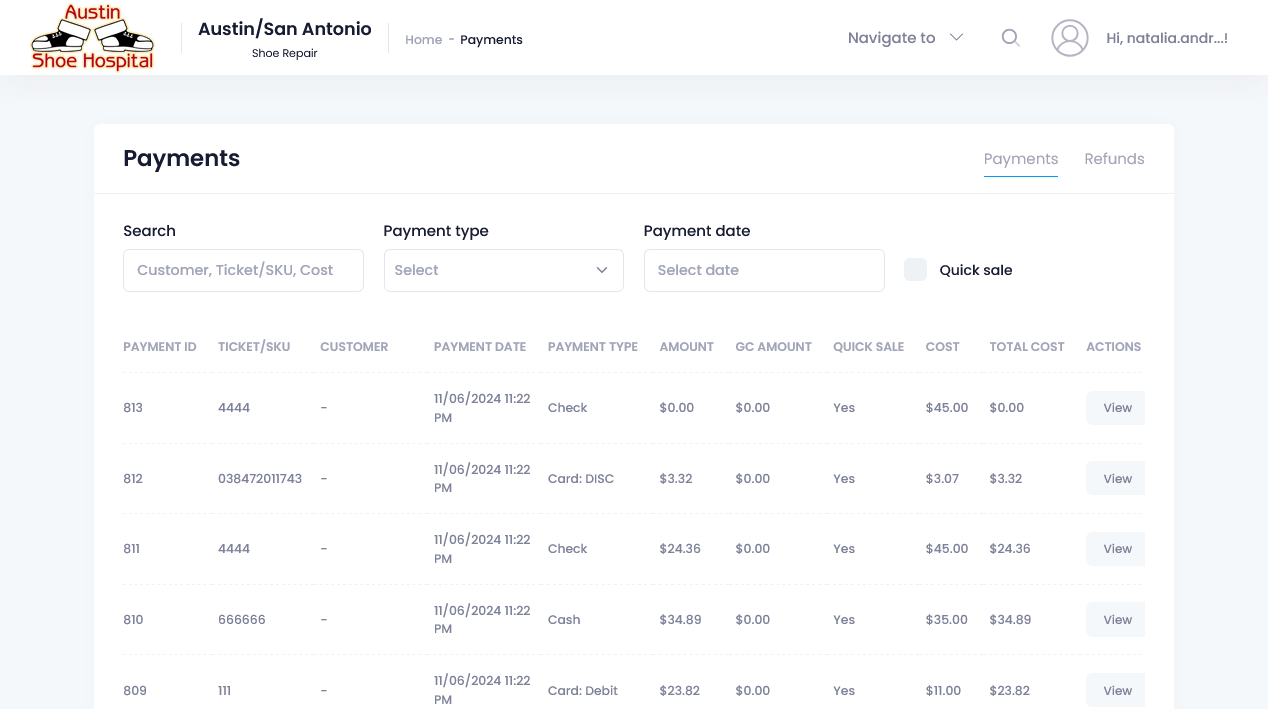 Austin
Shoe Hospital
Austin/San Antonio
Shoe Repair
Home - Payments
Navigate to
Hi, natalia.andr...!
Payments
Payments Refunds
Search Payment type Payment date
Customer, Ticket/SKU, Cost Select Select date Quick sale
PAYMENT ID TICKET/SKU CUSTOMER PAYMENT DATE PAYMENT TYPE AMOUNT GC AMOUNT QUICK SALE COST TOTAL COST ACTIONS
813 4444 - 11/06/2024 11:22 PM Check $0.00 $0.00 Yes $45.00 $0.00 View
812 038472011743 - 11/06/2024 11:22 PM Card: DISC $3.32 $0.00 Yes $3.07 $3.32 View
811 4444 - 11/06/2024 11:22 PM Check $24.36 $0.00 Yes $45.00 $24.36 View
810 666666 - 11/06/2024 11:22 PM Cash $34.89 $0.00 Yes $35.00 $34.89 View
809 111 - 11/06/2024 11:22 PM Card: Debit $23.82 $0.00 Yes $11.00 $23.82 View